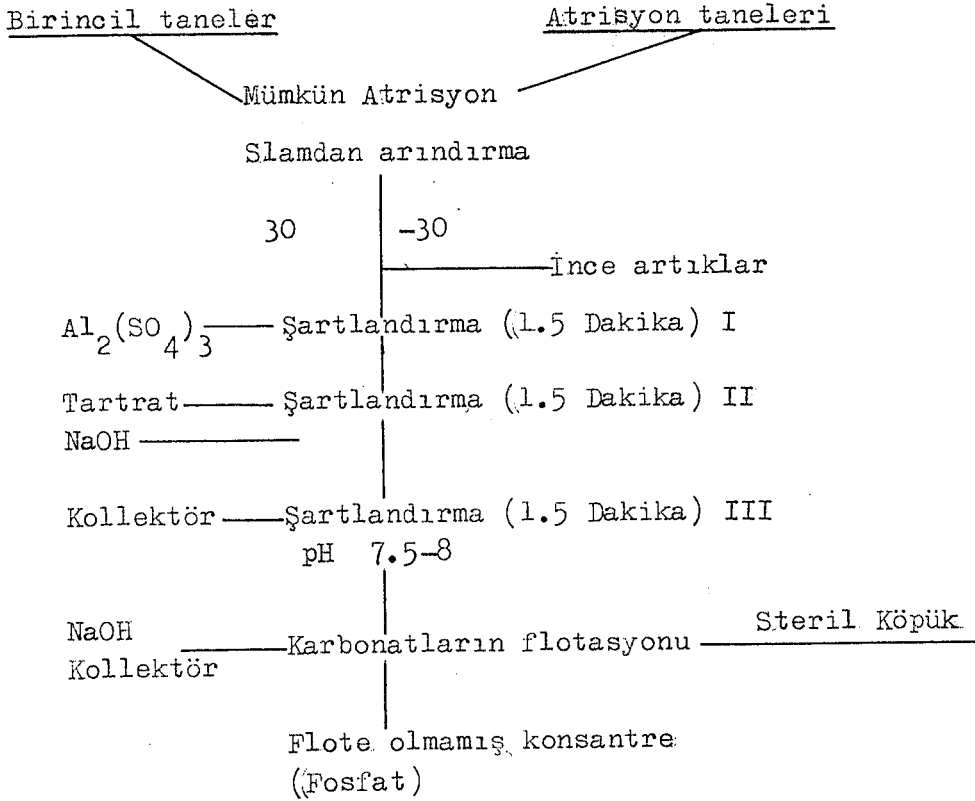 Birincil taneler
Atrisyon taneleri
Mümkün Atrisyon
Slamdan arındırma
30 -30
İnce artıklar
Al2(SO4)3 Şartlandırma (1.5 Dakika) I
Tartrat Şartlandırma (1.5 Dakika) II
NaOH
Kollektör Şartlandırma (1.5 Dakika) III
pH 7.5-8
NaOH
Kollektör
Karbonatların flotasyonu
Steril Köpük
Flote olmamış konsantre
(Fosfat)